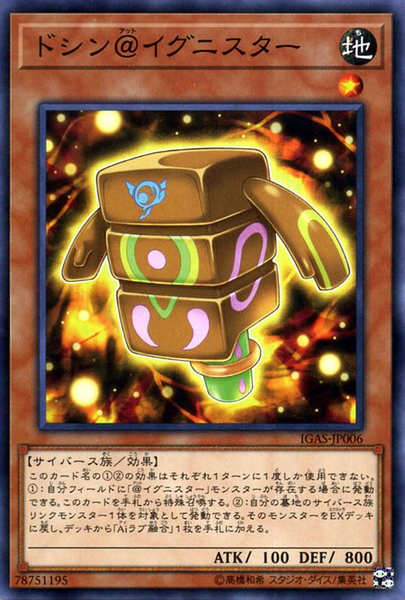 ドシン@イグニスター
アット
地
ち
IGAS-JP006
【サイバース族/効果】
このカード名の①②の効果はそれぞれ1ターンに1度しか使用できない。
①:自分フィールドに「@イグニスター」モンスターが存在する場合に発動
できる。このカードを手札から特殊召喚する。②:自分の墓地のサイバース族
リンクモンスター1体を対象として発動できる。そのモンスターをEXデッキ
に戻し、デッキから「Aiラブ融合」1枚を手札に加える。
ATK/ 100 DEF/ 800
78751195
©高橋和希 スタジオ・ダイス/集英社